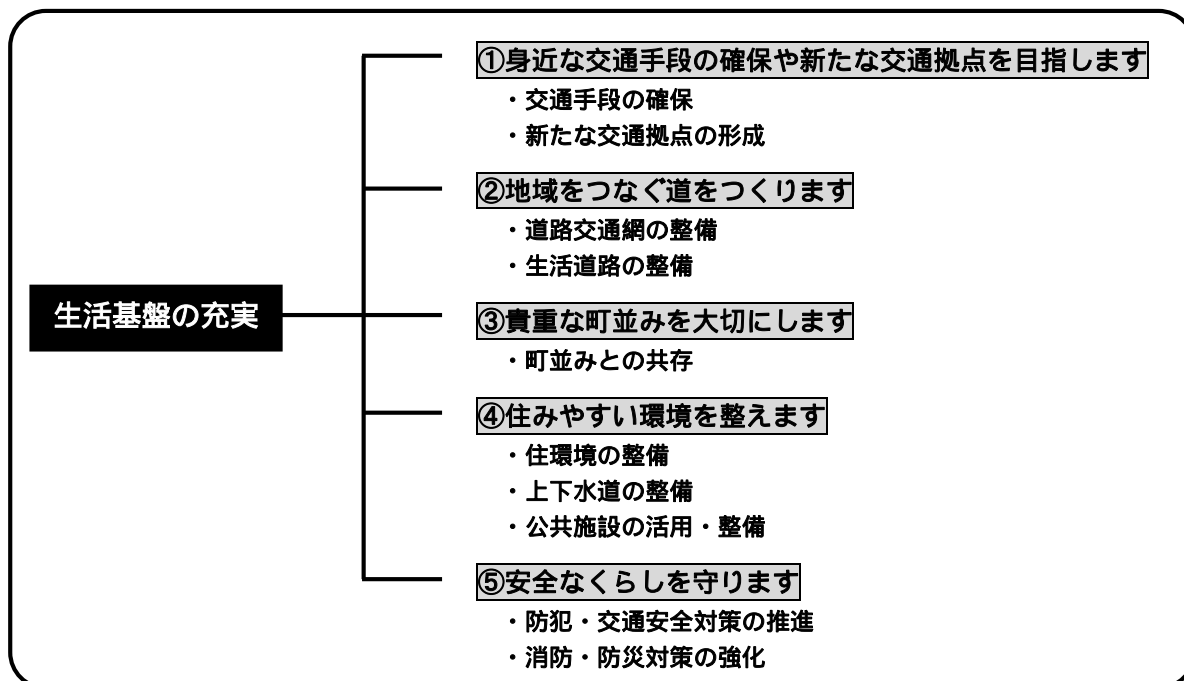 ①身近な交通手段の確保や新たな交通拠点を目指します
・交通手段の確保
・新たな交通拠点の形成
②地域をつなぐ道をつくります
・道路交通網の整備
・生活道路の整備
生活基盤の充実
③貴重な町並みを大切にします
・町並みとの共存
④住みやすい環境を整えます
・住環境の整備
・上下水道の整備
・公共施設の活用・整備
⑤安全なくらしを守ります
・防犯・交通安全対策の推進
・消防・防災対策の強化